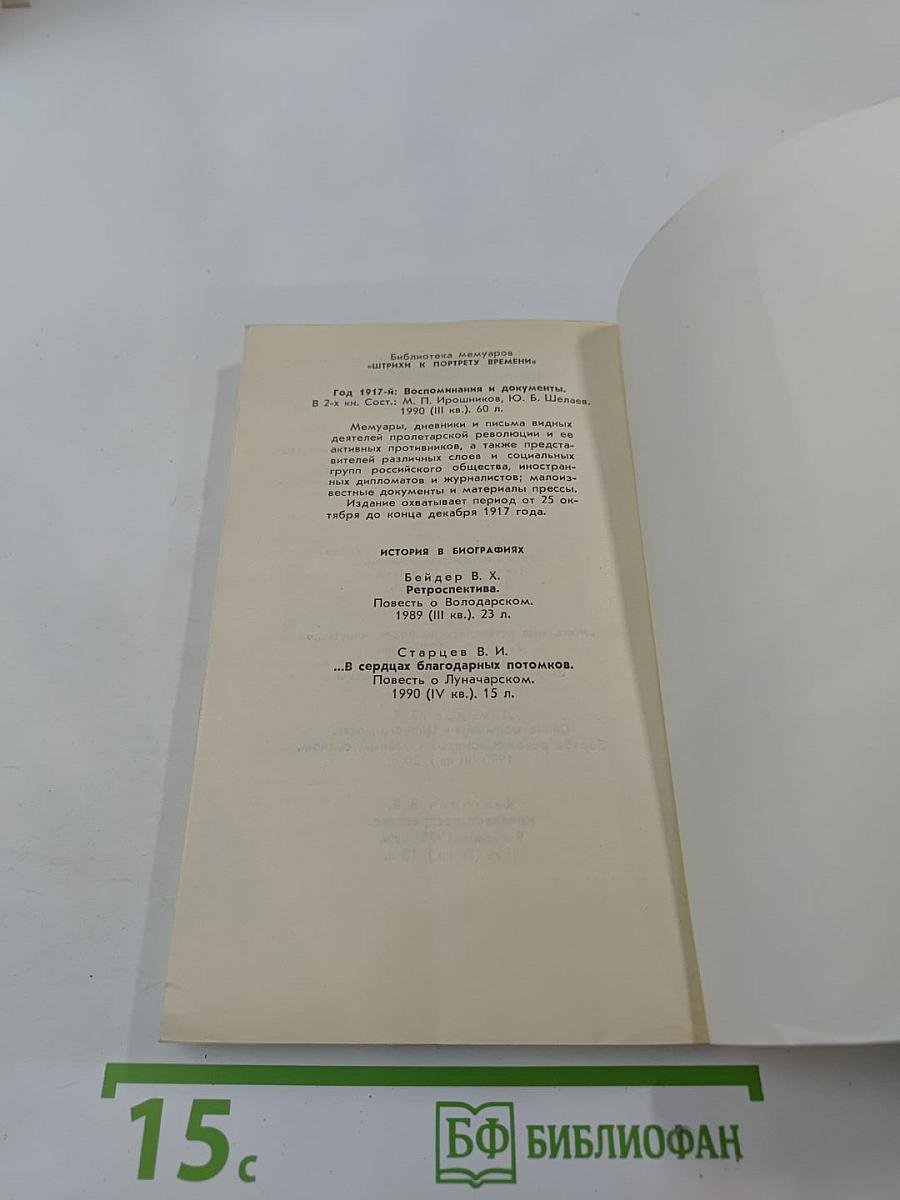 Библиотека мемуаров
«ШТРИХИ К ПОРТРЕТУ ВРЕМЕНИ»
Год 1917-й: Воспоминания и документы.
В 2-х кн. Сост.: М. П. Ирошников, Ю. Б. Шелаев.
1990 (III кв.). 60 л.
Мемуары, дневники и письма видных
деятелей пролетарской революции и ее
активных противников, а также предста-
вителей различных слоев и социальных
групп российского общества, иностран-
ных дипломатов и журналистов; малоиз-
вестные документы и материалы прессы.
Издание охватывает период от 25 ок-
тября до конца декабря 1917 года.
ИСТОРИЯ В БИОГРАФИЯХ
Бейдер В. Х.
Ретроспектива.
Повесть о Володарском.
1989 (III кв.). 23 л.
Старцев В. И.
...В сердцах благодарных потомков.
Повесть о Луначарском.
1990 (IV кв.). 15 л.
15 с
БФ БИБЛИОФАН